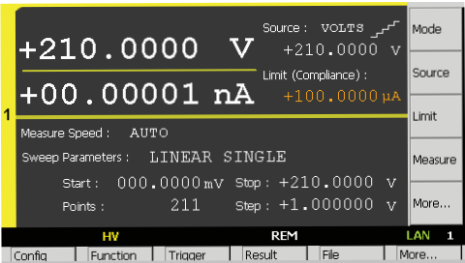 Source : VOLTS
+210.0000 V
+210.0000 V
Limit (Compliance) :
+00.00001 nA
+100.0000 µA
1
Measure Speed : AUTO
Sweep Parameters : LINEAR SINGLE
Start : 000.0000 mV Stop : +210.0000 V
Points : 211 Step : +1.000000 V
Mode
Source
Limit
Measure
More...
HV REM LAN 1
Config Function Trigger Result File More...